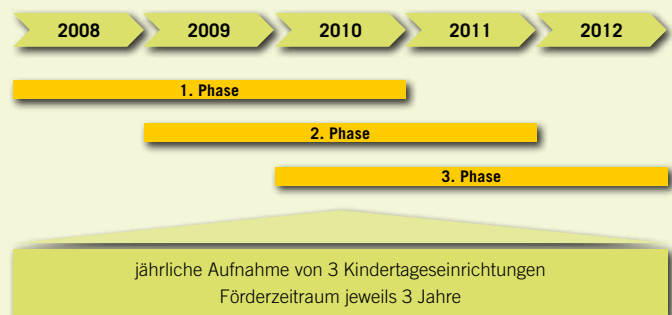 2008 2009 2010 2011 2012
1. Phase
2. Phase
3. Phase
jährliche Aufnahme von 3 Kindertageseinrichtungen
Förderzeitraum jeweils 3 Jahre